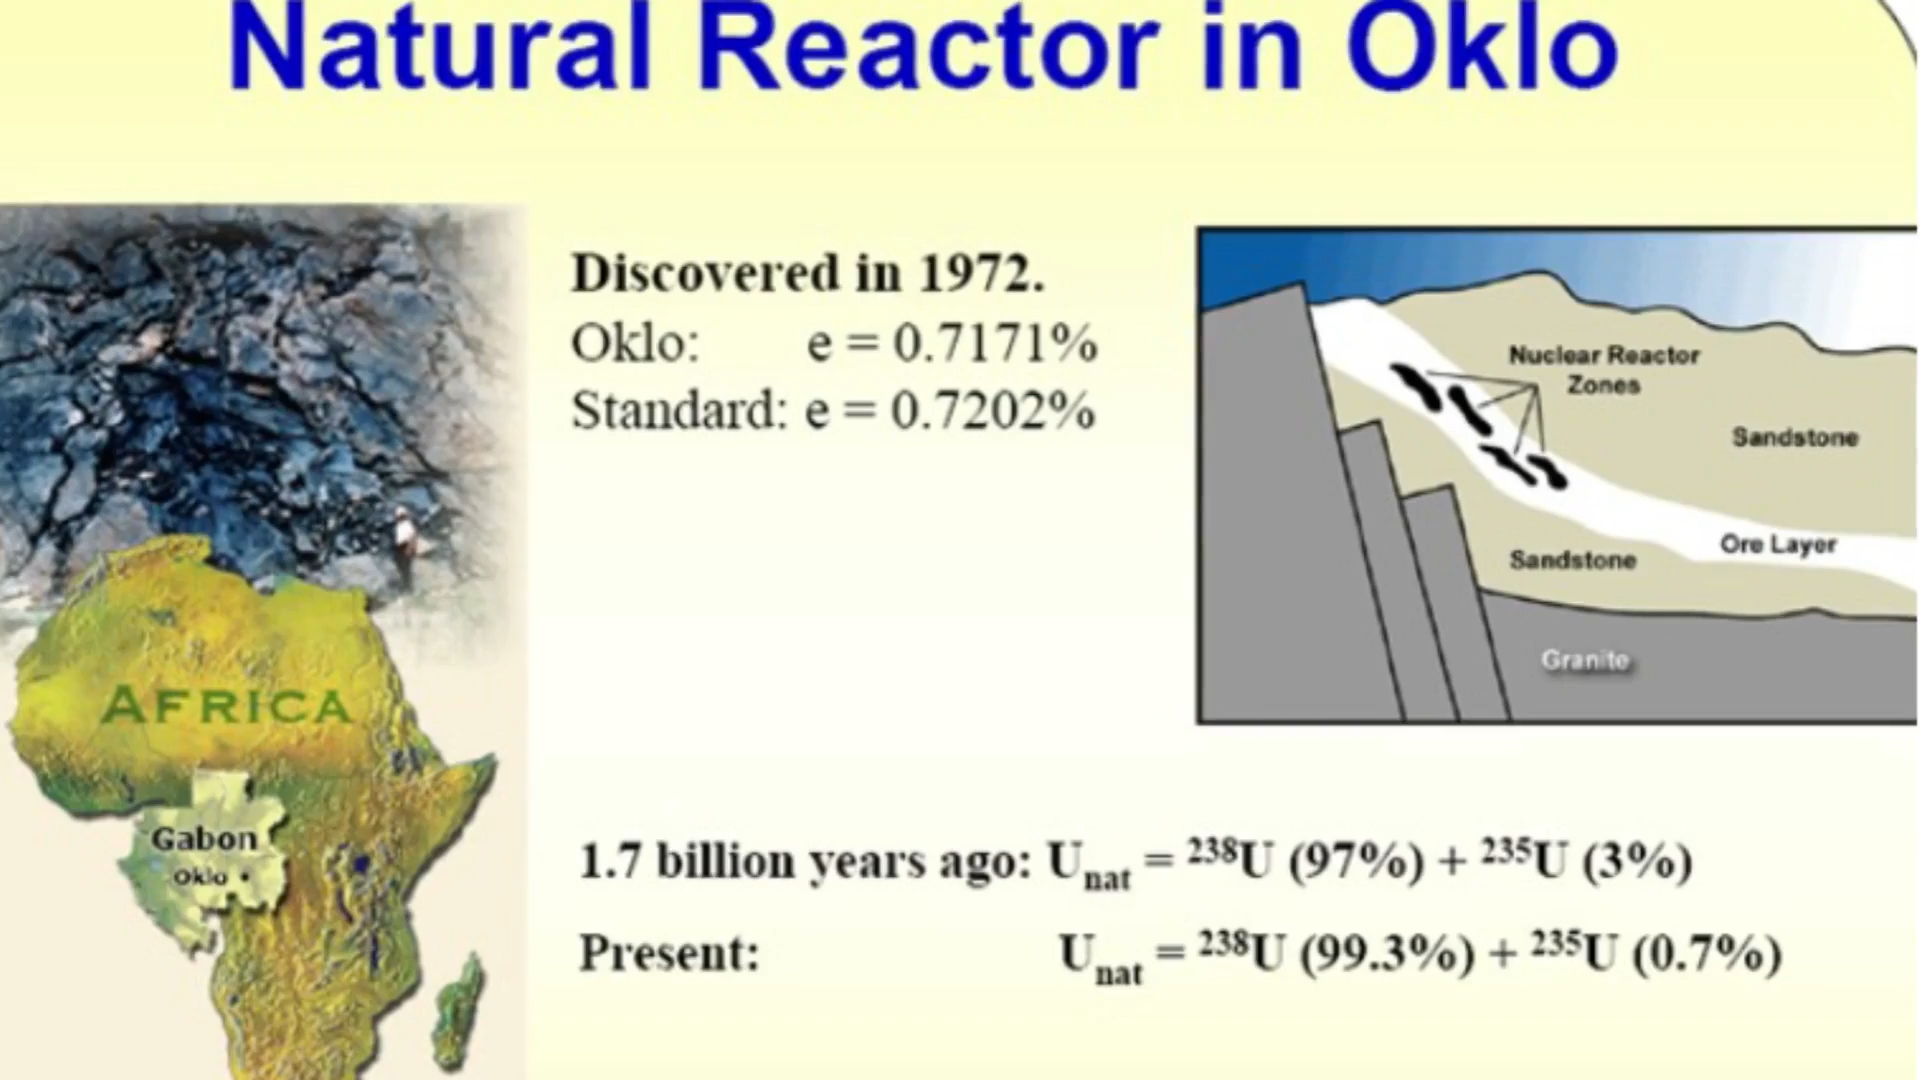 Natural Reactor in Oklo
Discovered in 1972.
Oklo: e = 0.7171%
Standard: e = 0.7202%
Nuclear Reactor
Zones
Sandstone
Ore Layer
Sandstone
Granite
AFRICA
Gabon
Oklo
1.7 billion years ago: Uₙₐₜ = ²³⁸U (97%) + ²³⁵U (3%)
Present: Uₙₐₜ = ²³⁸U (99.3%) + ²³⁵U (0.7%)